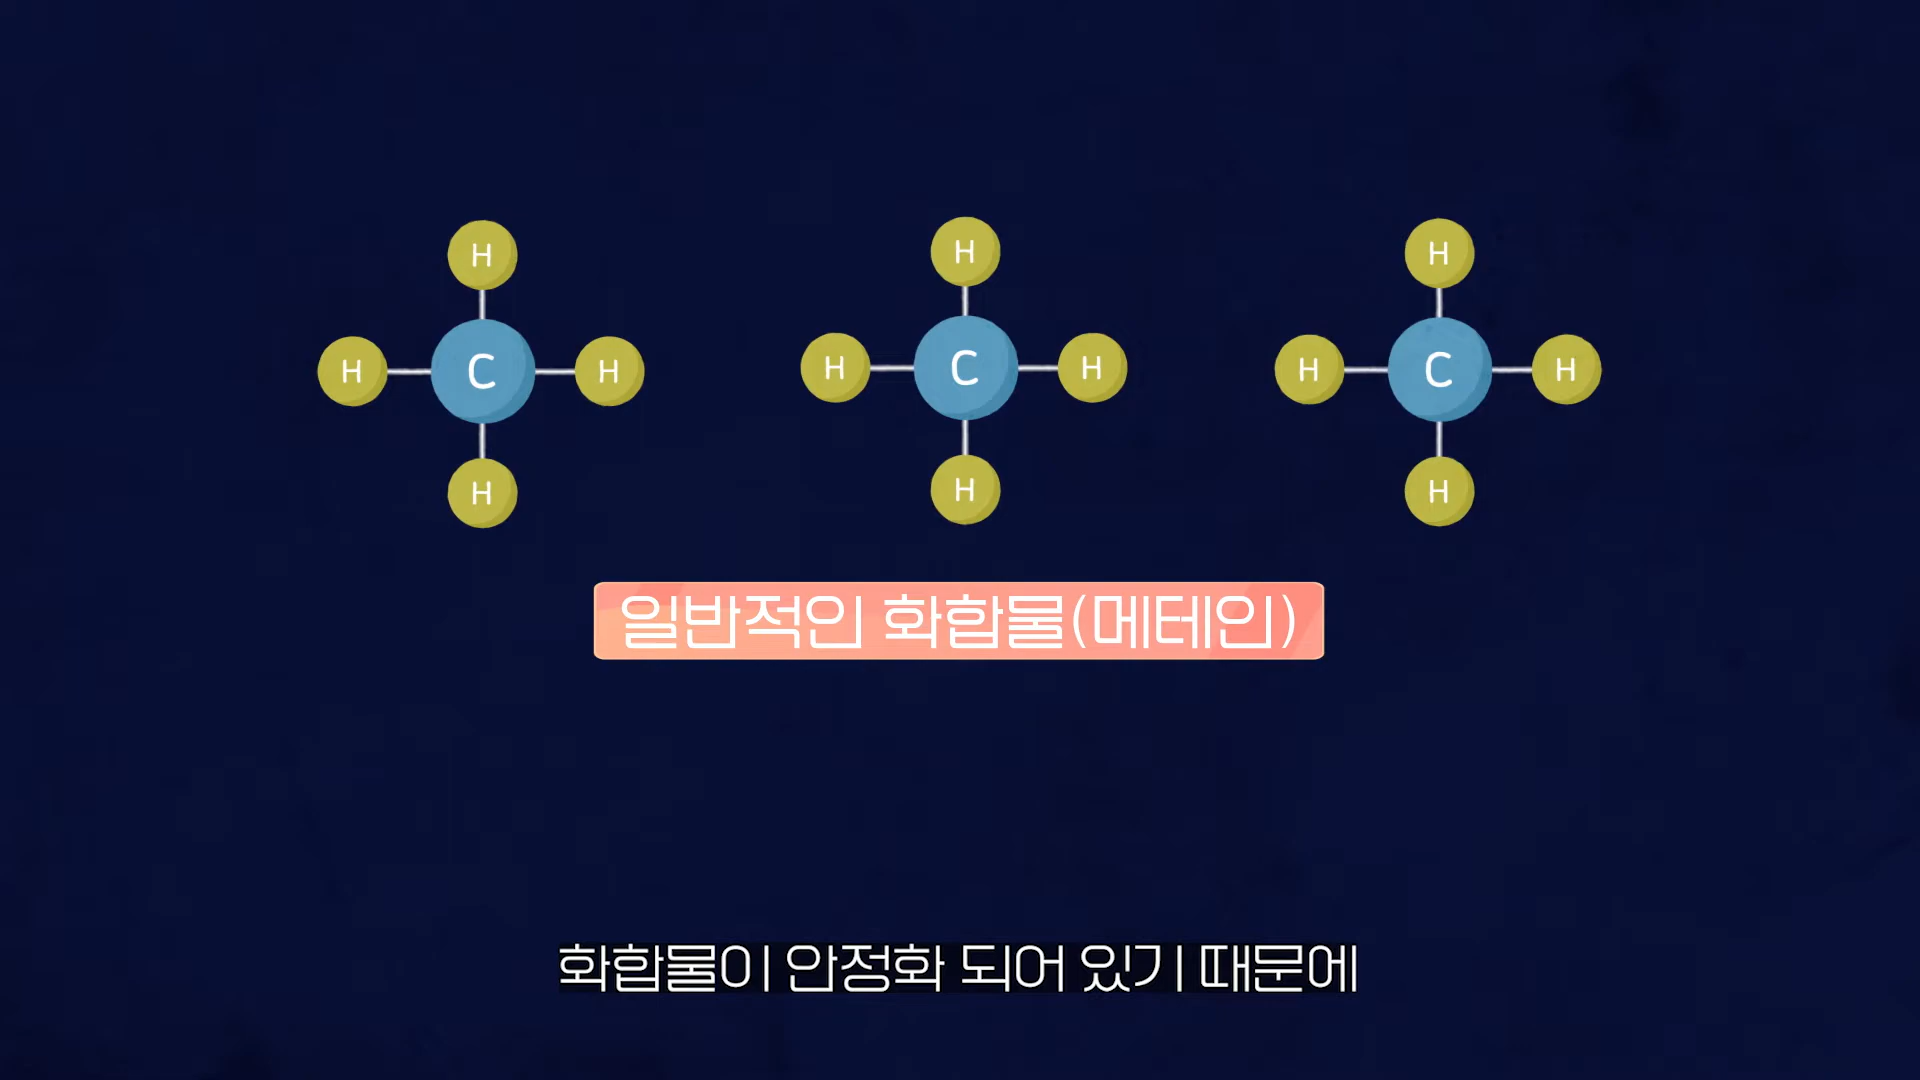 H H H
H C H H C H H C H
H H H
일반적인 화합물(메테인)
화합물이 안정화 되어 있기 때문에